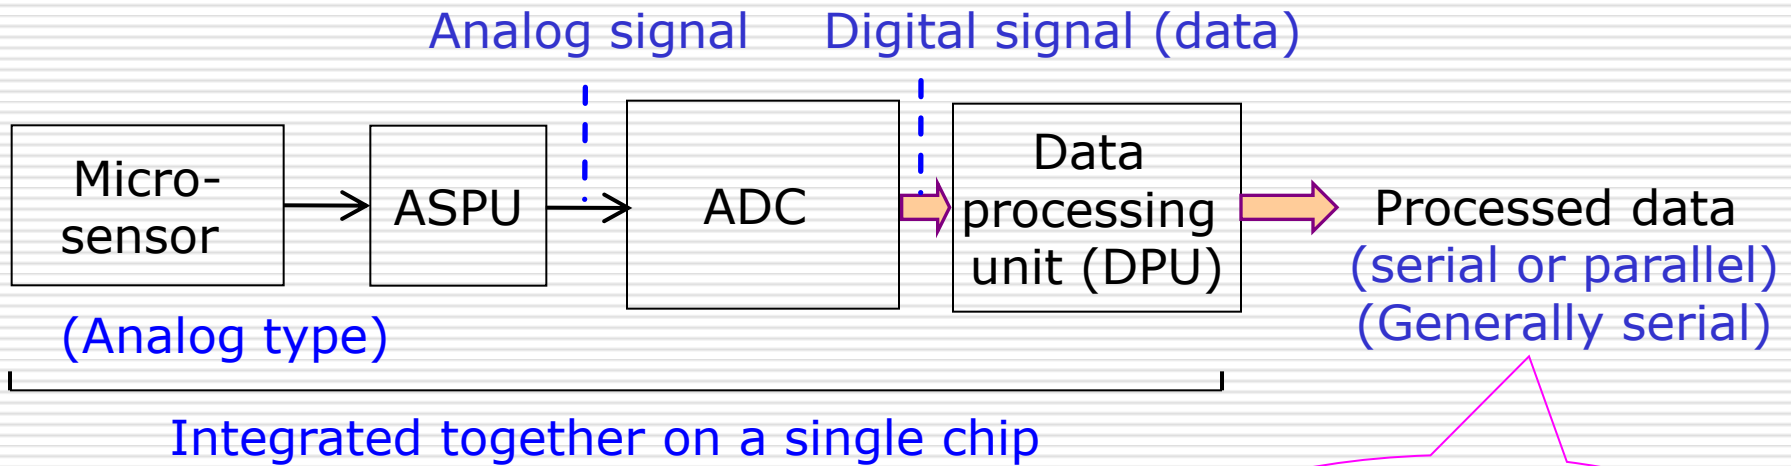 Analog signal
Digital signal (data)
Micro-
sensor
ASPU
ADC
Data
processing
unit (DPU)
Processed data
(serial or parallel)
(Generally serial)
(Analog type)
Integrated together on a single chip